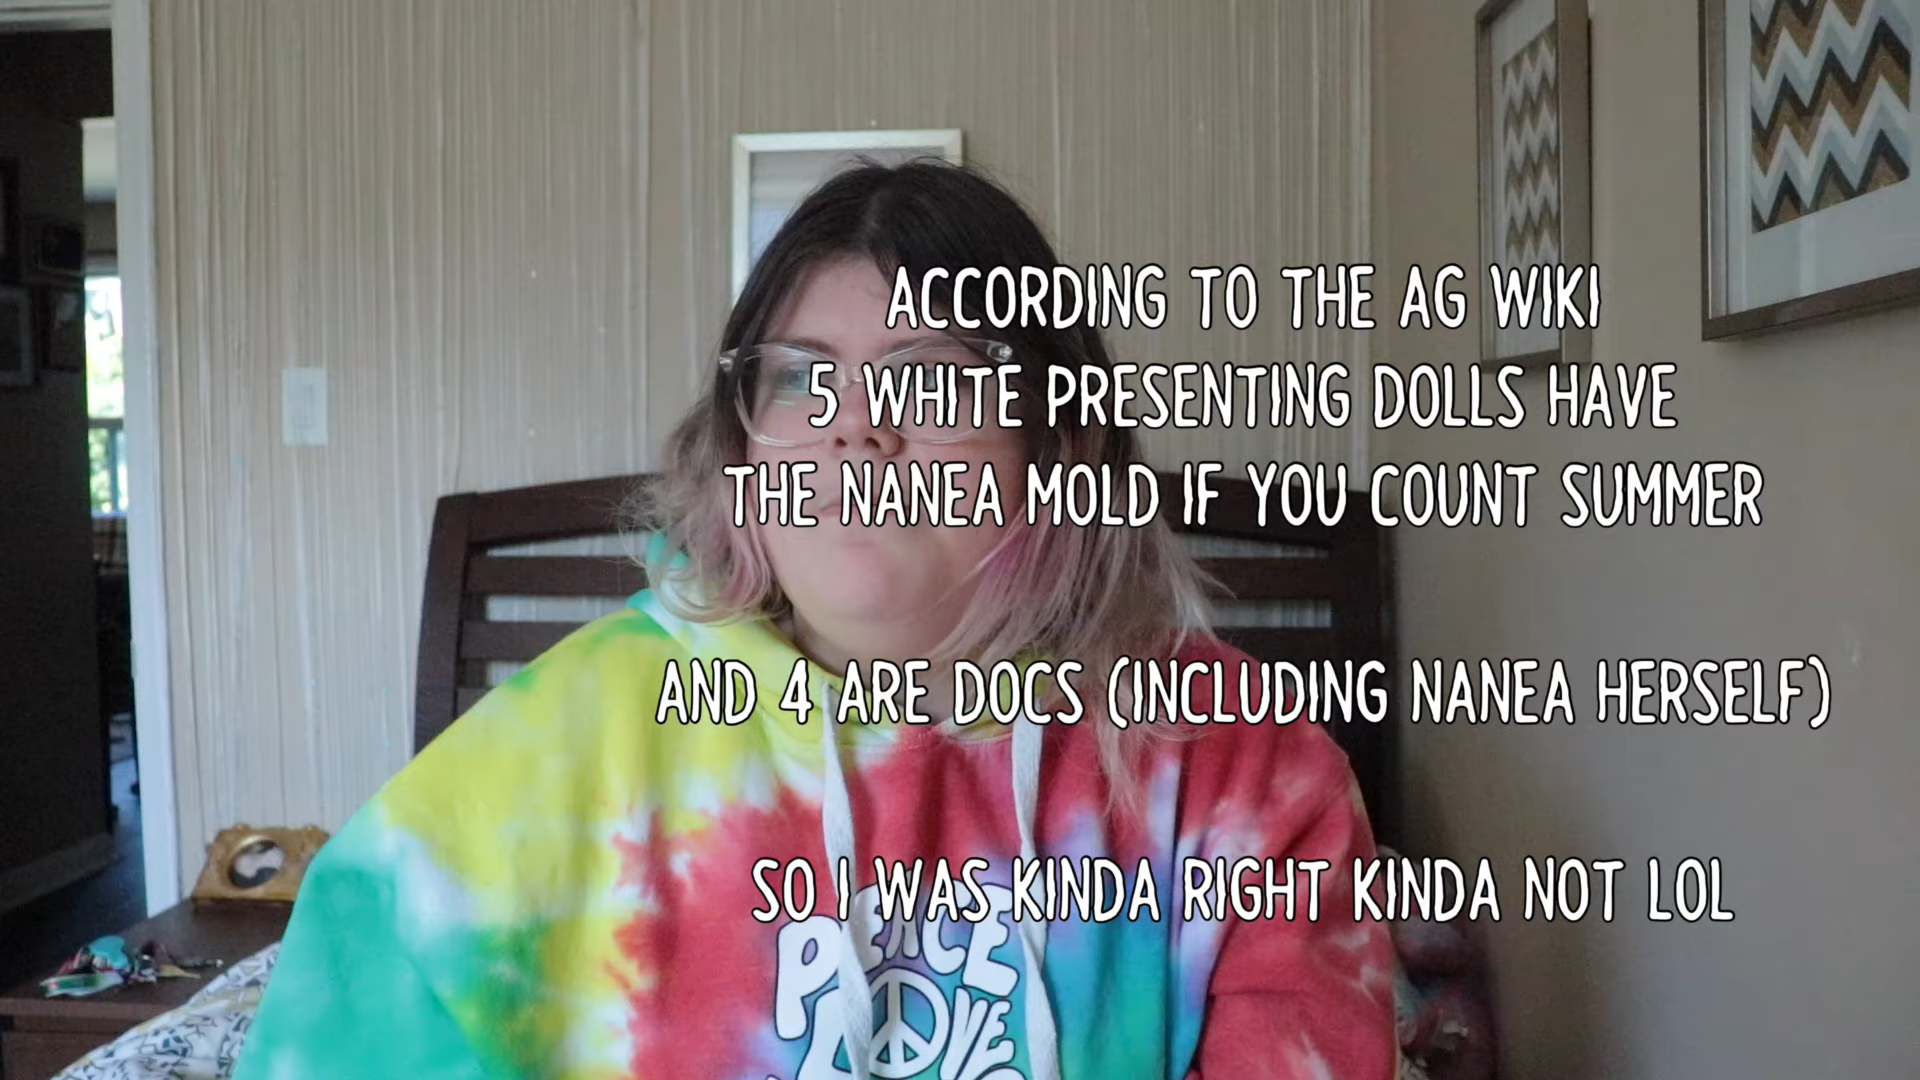 ACCORDING TO THE AG WIKI
5 WHITE PRESENTING DOLLS HAVE
THE NANEA MOLD IF YOU COUNT SUMMER
AND 4 ARE DOCS (INCLUDING NANEA HERSELF)
SO I WAS KINDA RIGHT KINDA NOT LOL
PEACE
LOVE